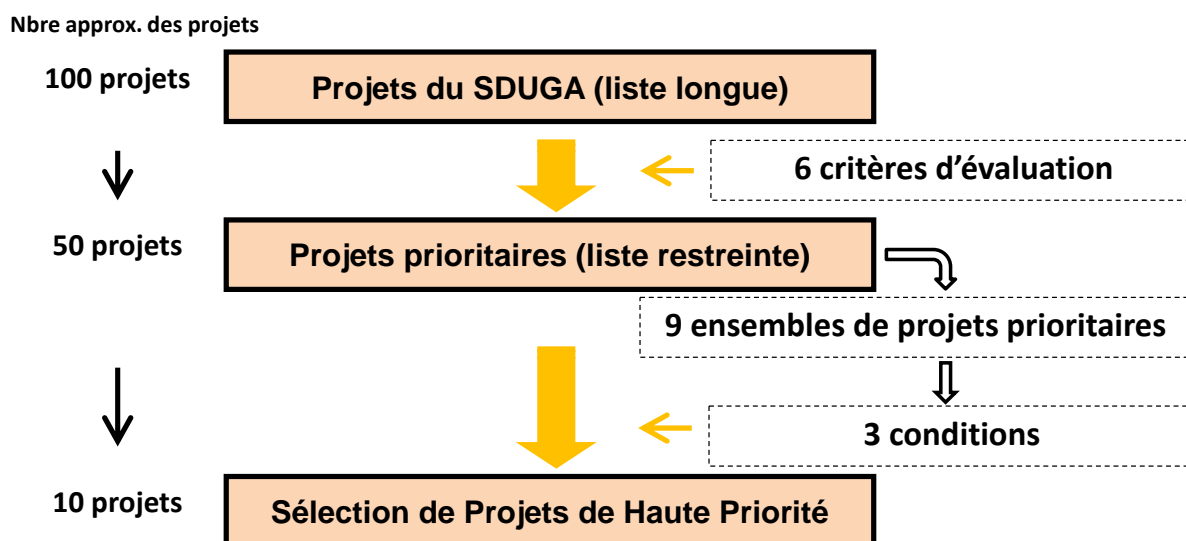 Nbre approx. des projets
100 projets
Projets du SDUGA (liste longue)
6 critères d’évaluation
50 projets
Projets prioritaires (liste restreinte)
9 ensembles de projets prioritaires
3 conditions
10 projets
Sélection de Projets de Haute Priorité